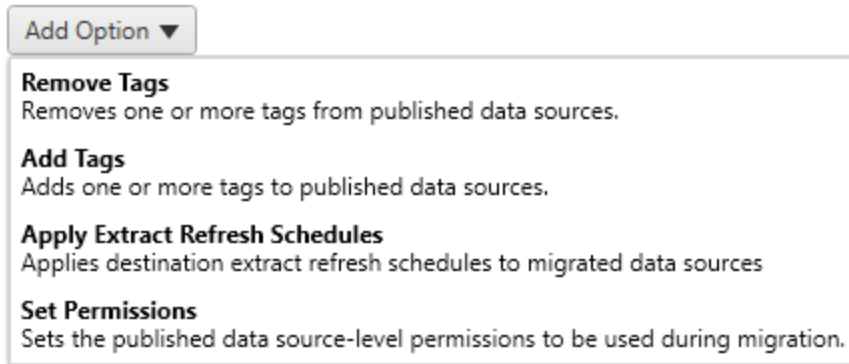 Add Option ▼
Remove Tags
Removes one or more tags from published data sources.
Add Tags
Adds one or more tags to published data sources.
Apply Extract Refresh Schedules
Applies destination extract refresh schedules to migrated data sources
Set Permissions
Sets the published data source-level permissions to be used during migration.